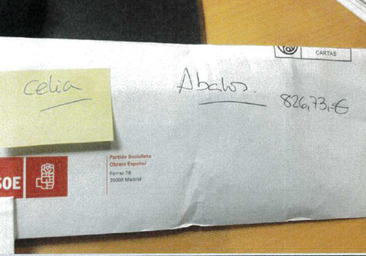 CARTAS
celia
Abalos.
826,73,-€
SOE
Partido Socialista
Obrero Español
Ferraz 70
28008 Madrid